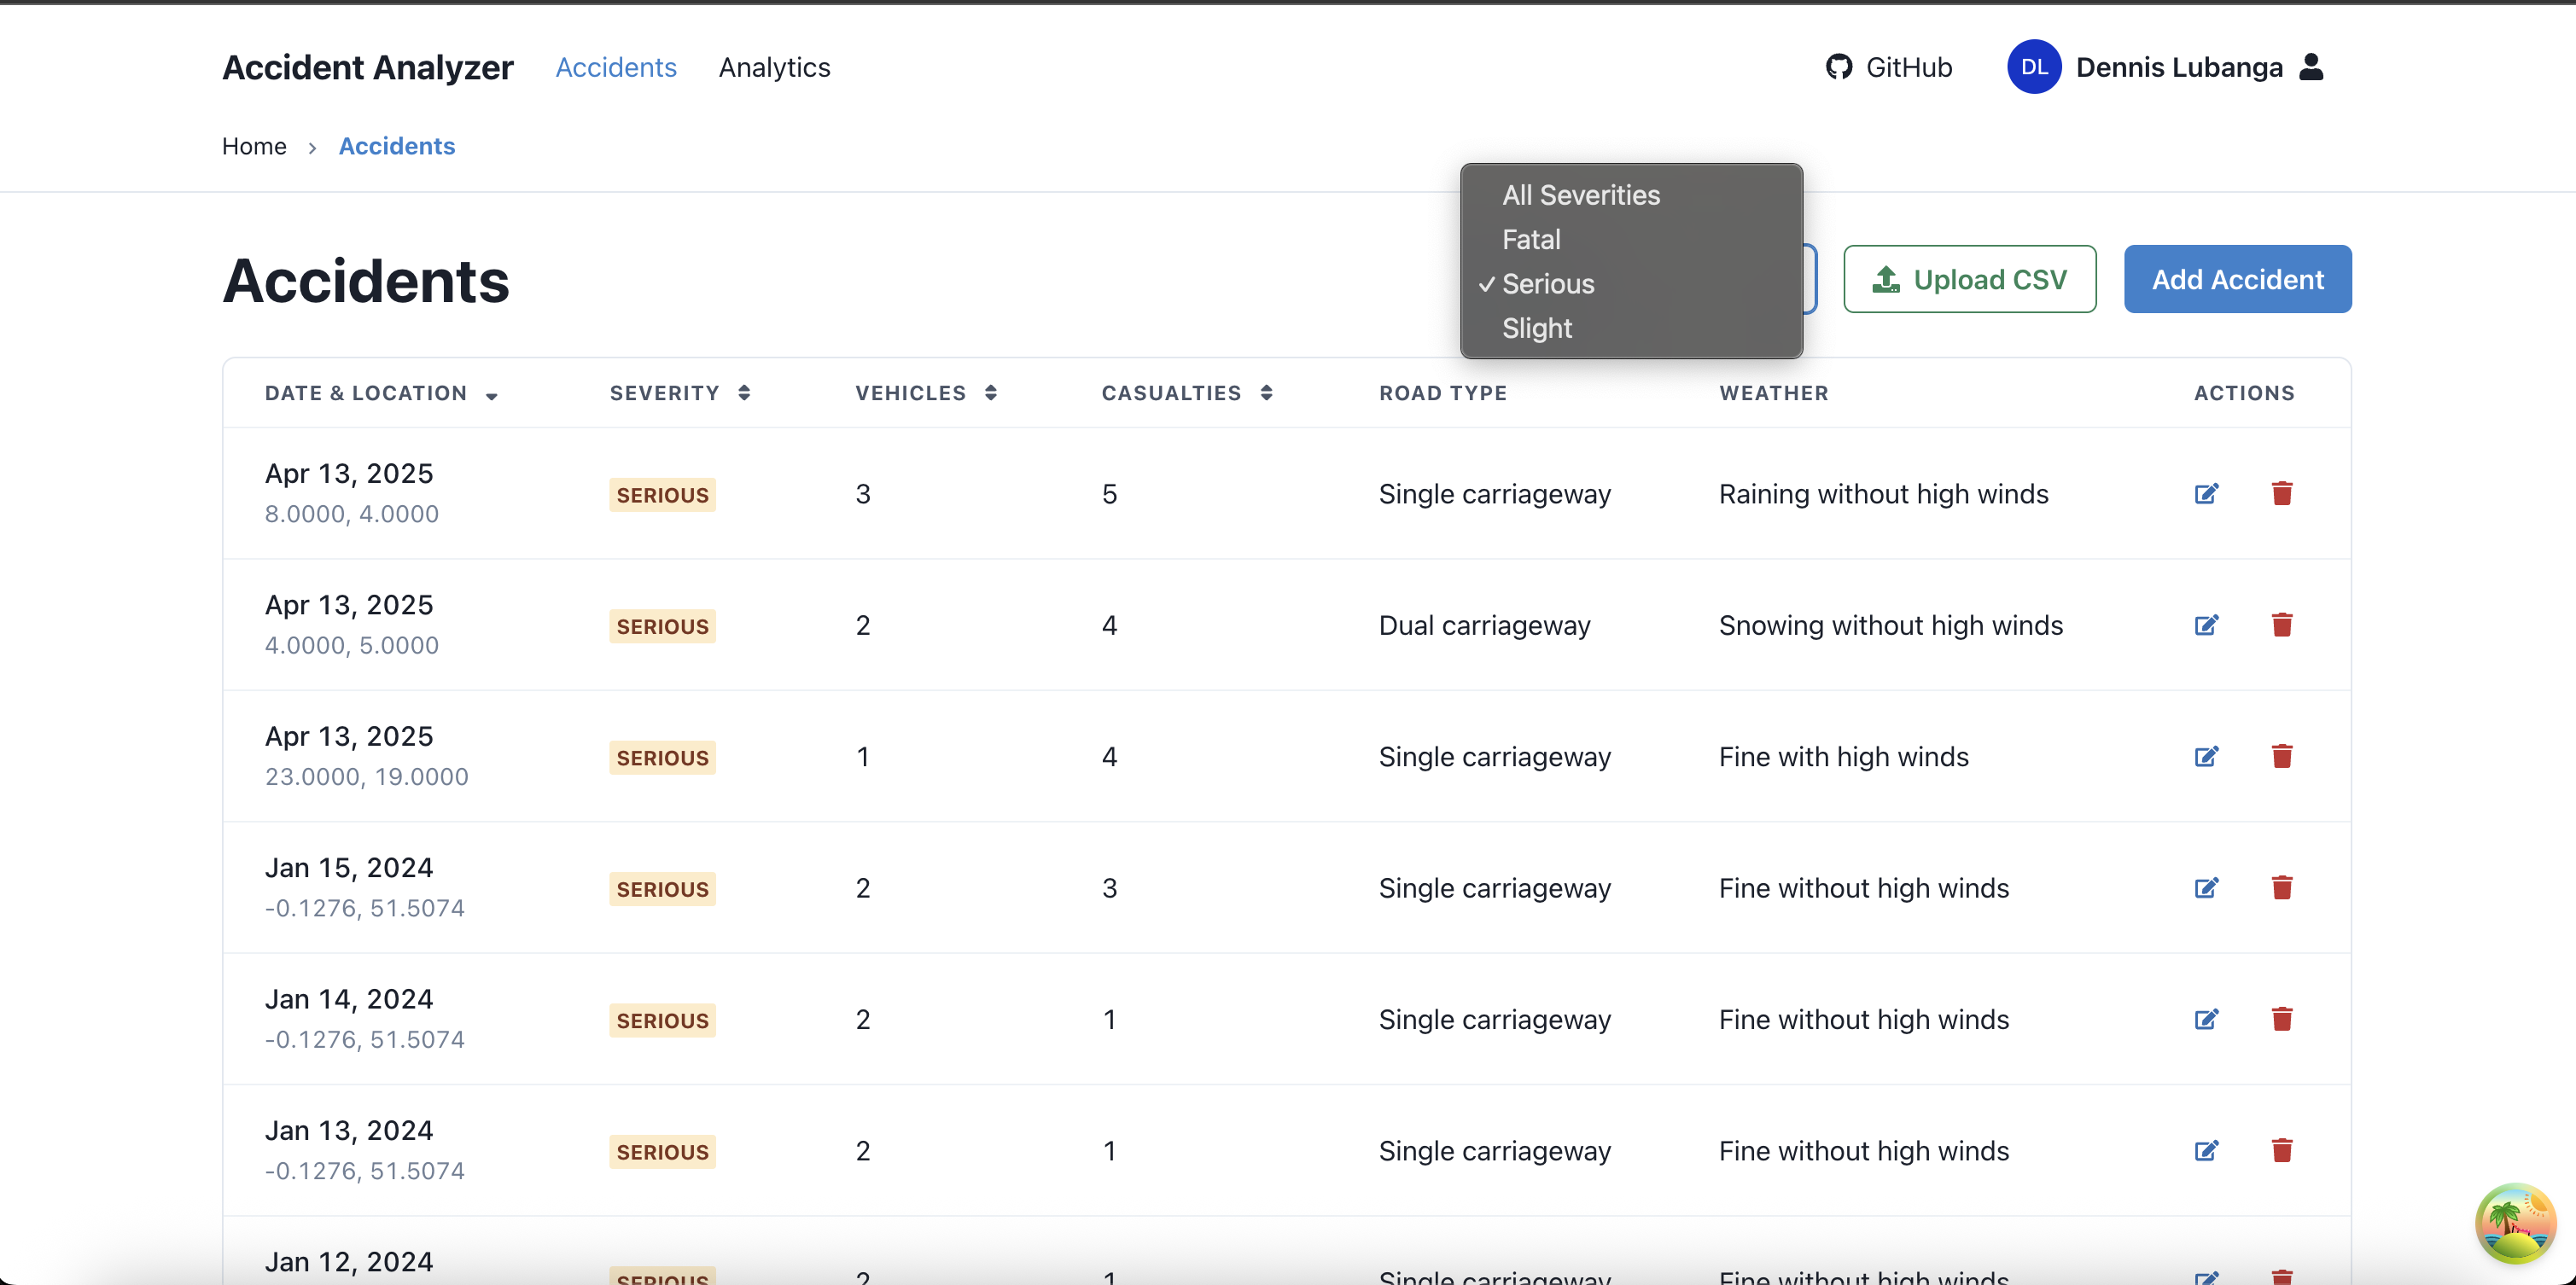 Accident Analyzer Accidents Analytics GitHub DL Dennis Lubanga
Home › Accidents
All Severities
Fatal
✓ Serious
Slight
Accidents Upload CSV Add Accident
DATE & LOCATION SEVERITY VEHICLES CASUALTIES ROAD TYPE WEATHER ACTIONS
Apr 13, 2025
8.0000, 4.0000
SERIOUS 3 5 Single carriageway Raining without high winds
Apr 13, 2025
4.0000, 5.0000
SERIOUS 2 4 Dual carriageway Snowing without high winds
Apr 13, 2025
23.0000, 19.0000
SERIOUS 1 4 Single carriageway Fine with high winds
Jan 15, 2024
-0.1276, 51.5074
SERIOUS 2 3 Single carriageway Fine without high winds
Jan 14, 2024
-0.1276, 51.5074
SERIOUS 2 1 Single carriageway Fine without high winds
Jan 13, 2024
-0.1276, 51.5074
SERIOUS 2 1 Single carriageway Fine without high winds
Jan 12, 2024
SERIOUS 2 1 Single carriageway Fine without high winds